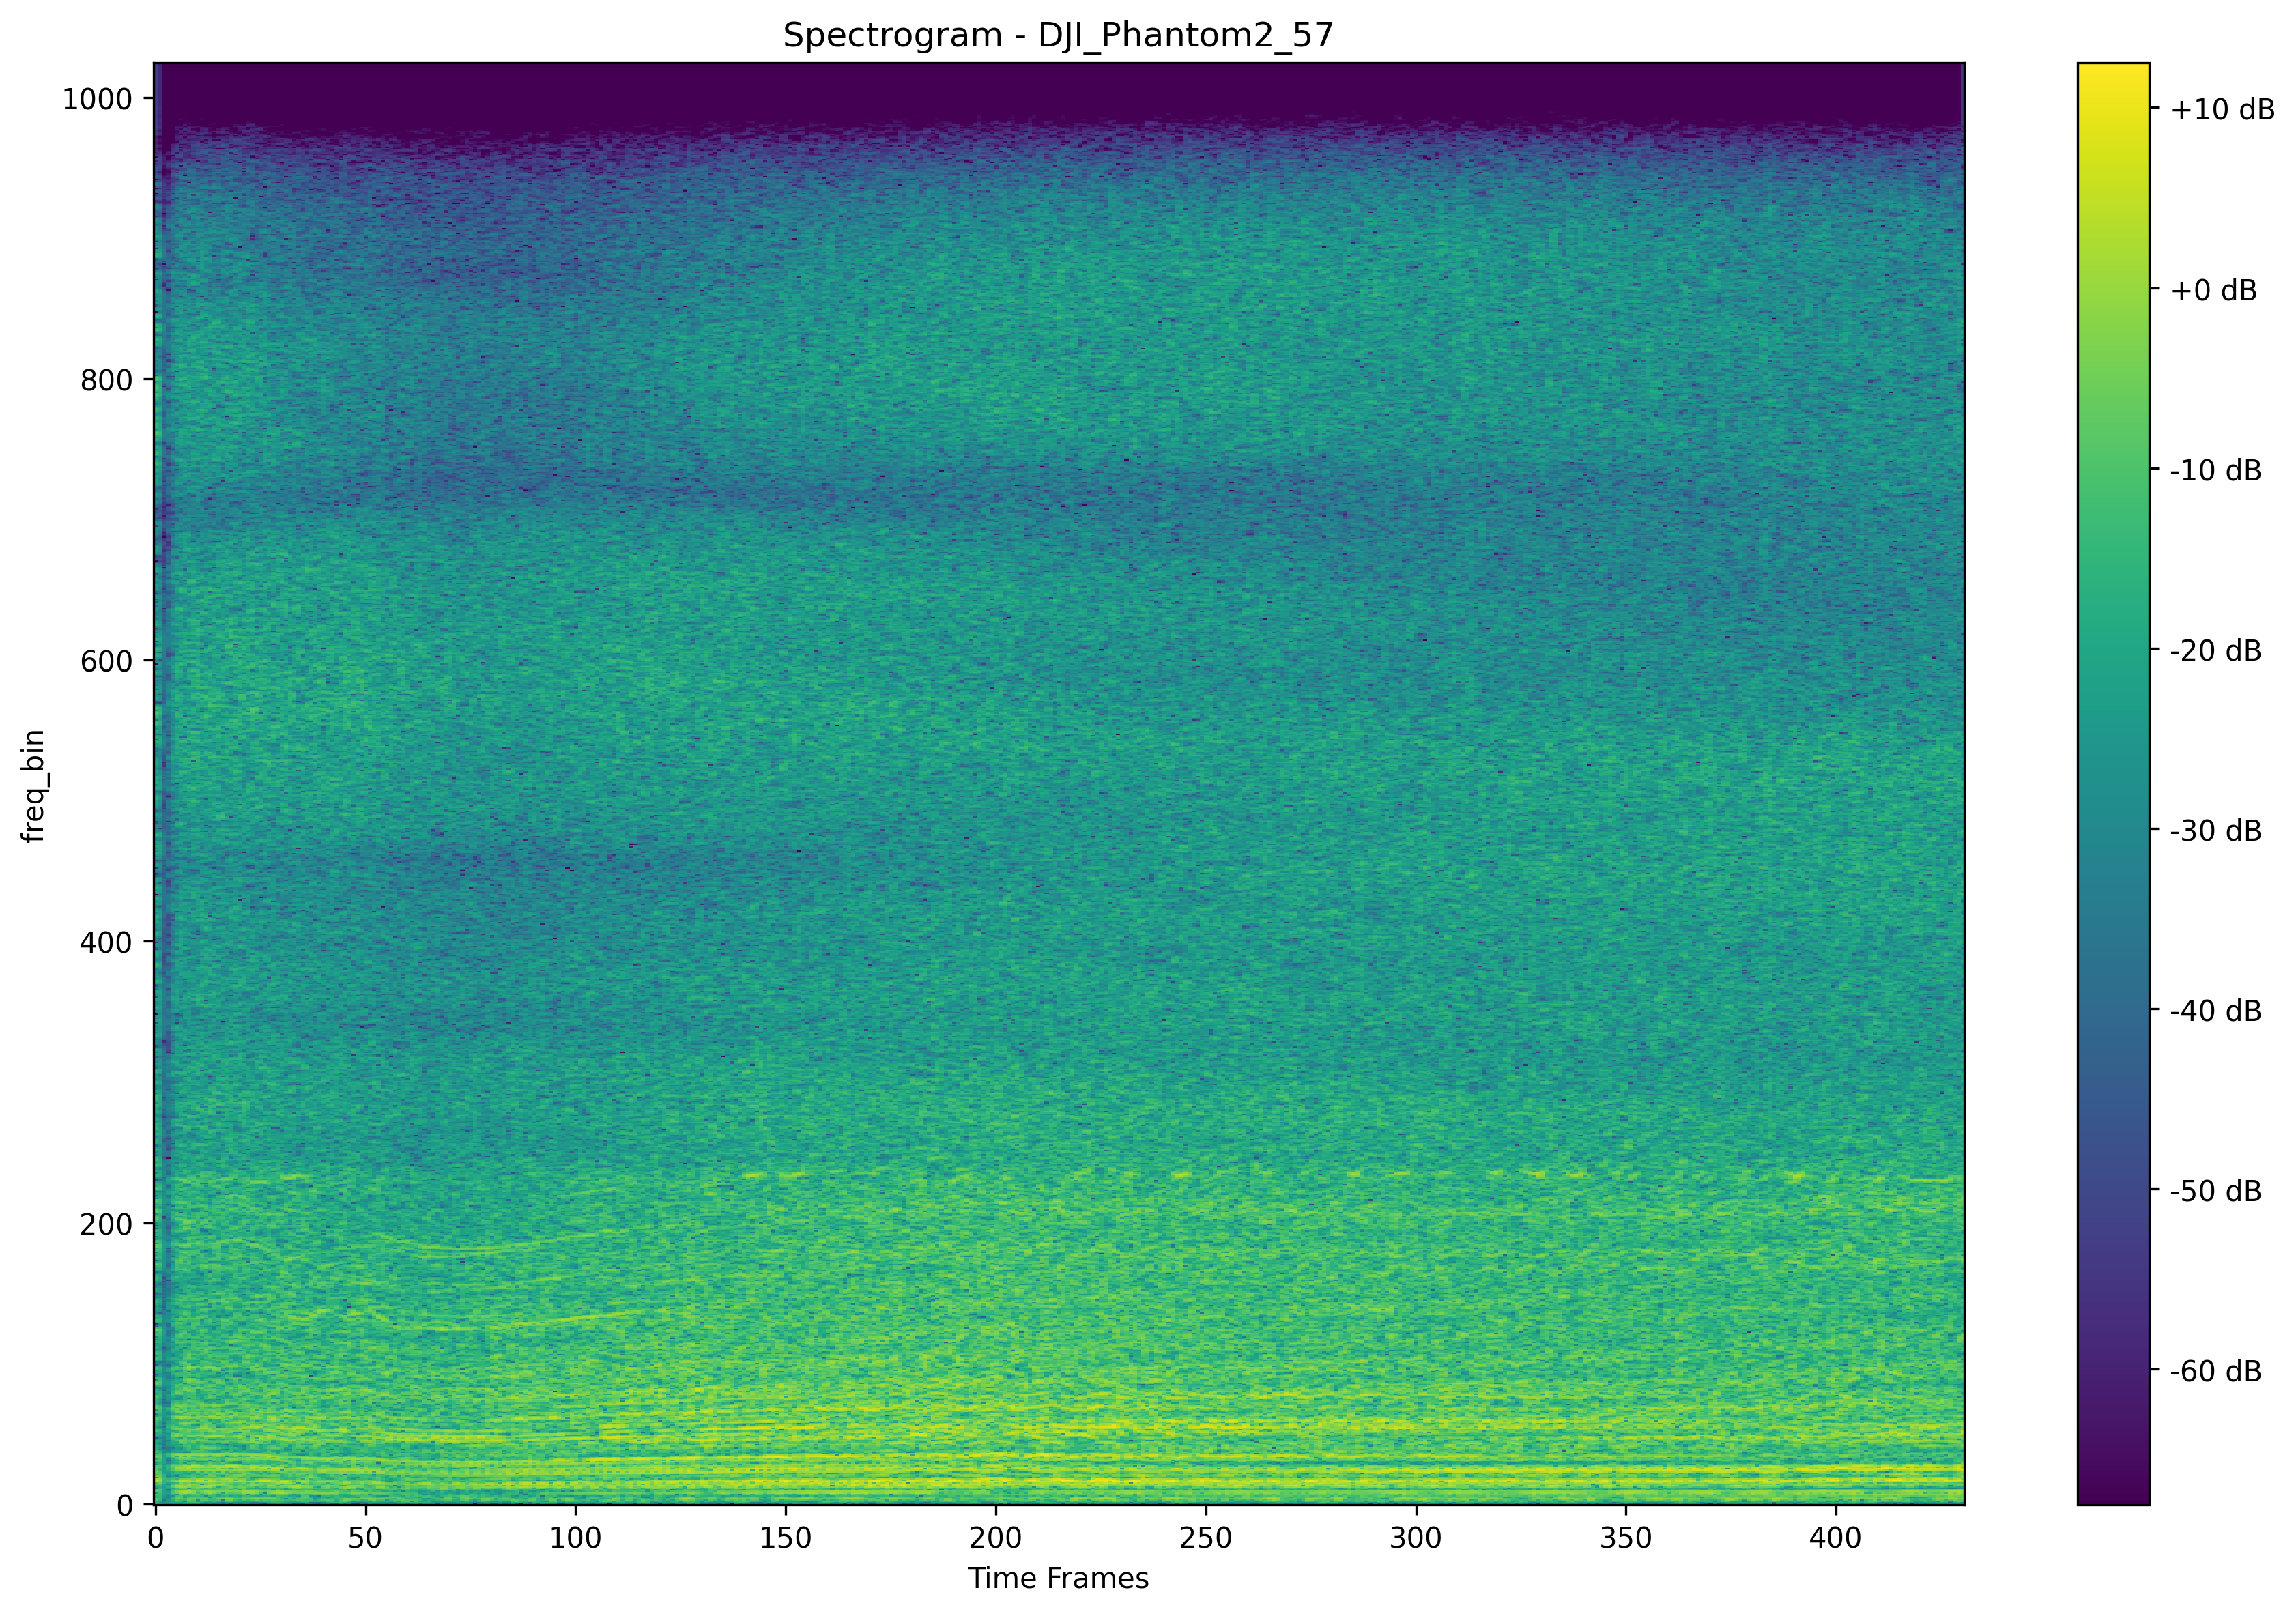 Spectrogram - DJI_Phantom2_57
1000
800
600
400
200
0
freq_bin
0 50 100 150 200 250 300 350 400
Time Frames
+10 dB
+0 dB
-10 dB
-20 dB
-30 dB
-40 dB
-50 dB
-60 dB